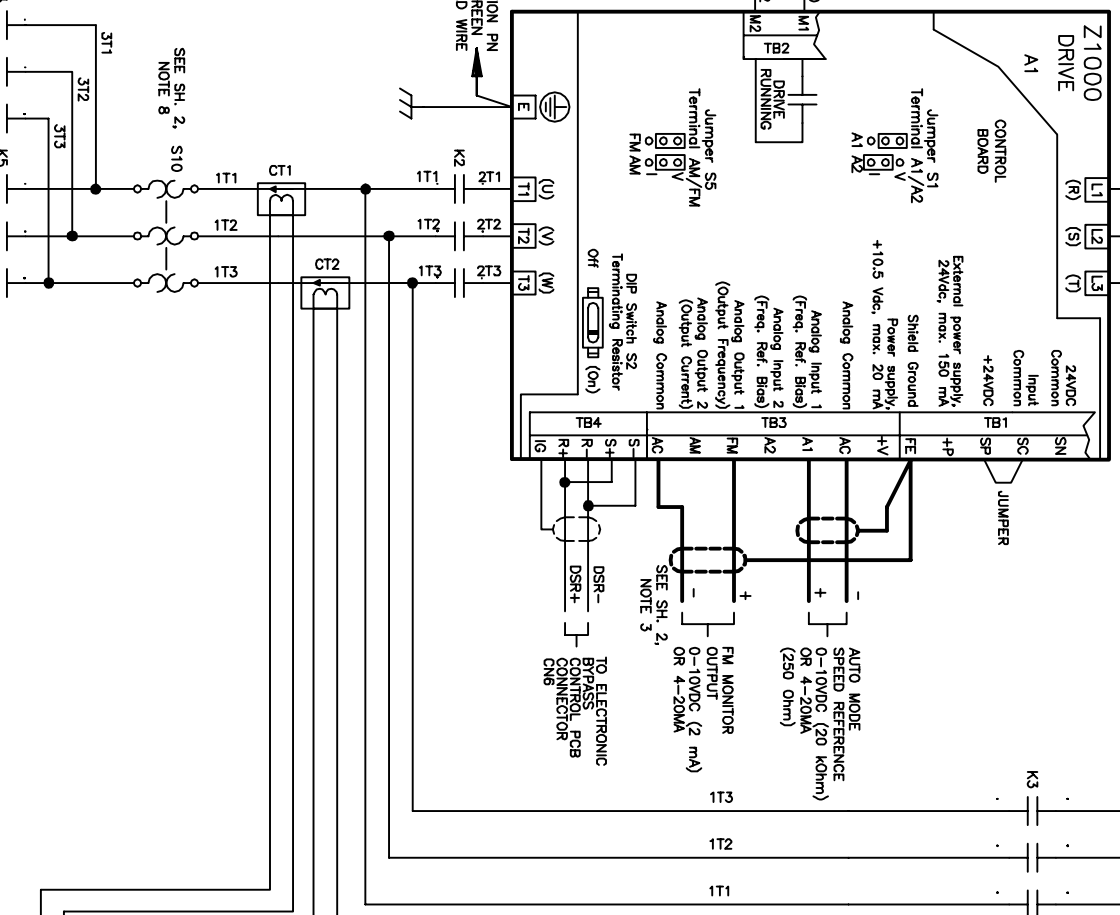 Z1000
DRIVE
A1
CONTROL
BOARD
M2
M1
TB2
DRIVE
RUNNING
Jumper S1
Terminal A1/A2
V
I
A1 A2
Jumper S5
Terminal AM/FM
V
I
FM AM
ION PN
REEN
D WIRE
E
L1
(R)
L2
(S)
L3
(T)
T1
(U)
T2
(V)
T3
(W)
3T1
3T2
3T3
K5
SEE SH. 2,
NOTE 8
S10
1T1
1T2
1T3
CT1
CT2
1T1
1T2
1T3
K2
2T1
2T2
2T3
DIP Switch S2
Terminating Resistor
Off
(On)
24VDC
Common
Input
Common
+24VDC
External power supply,
24Vdc, max. 150 mA
Shield Ground
Power supply,
+10.5 Vdc, max. 20 mA
Analog Common
Analog Input 1
(Freq. Ref. Bias)
Analog Input 2
(Freq. Ref. Bias)
Analog Output 1
(Output Frequency)
Analog Output 2
(Output Current)
Analog Common
TB4
TB3
TB1
IG
R+
R-
S+
S-
AC
AM
FM
A2
A1
AC
+V
FE
+P
SP
SC
SN
JUMPER
DSR-
DSR+
SEE SH. 2,
NOTE 3
-
+
+
-
TO ELECTRONIC
BYPASS
CONTROL PCB
CONNECTOR
CN6
FM MONITOR
OUTPUT
0-10VDC (2 mA)
OR 4-20MA
AUTO MODE
SPEED REFERENCE
0-10VDC (20 kOhm)
OR 4-20MA
(250 Ohm)
K3
1T3
1T2
1T1